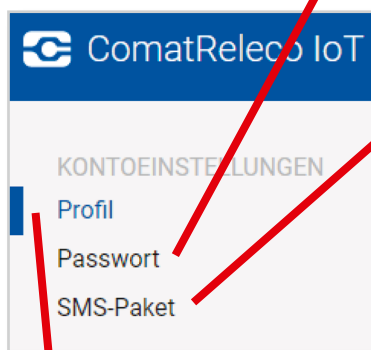 ComatReleco IoT
KONTOEINSTELLUNGEN
Profil
Passwort
SMS-Paket